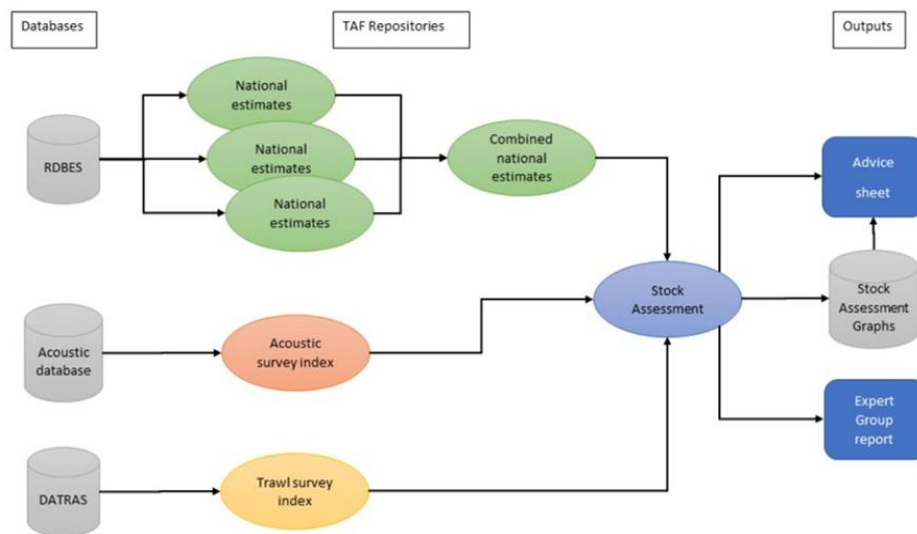 Databases
TAF Repositories
Outputs
National
estimates
RDBES
National
estimates
National
estimates
Combined
national
estimates
Advice
sheet
Stock
Assessment
Stock
Assessment
Graphs
Acoustic
database
Acoustic
survey index
Expert
Group
report
DATRAS
Trawl survey
index